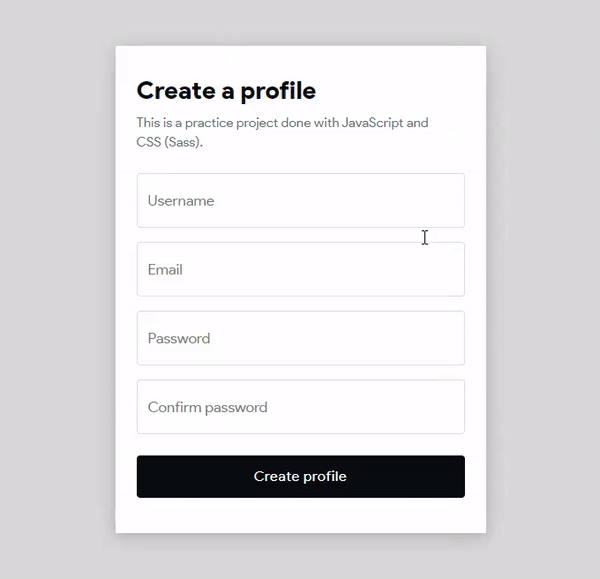 Create a profile
This is a practice project done with JavaScript and
CSS (Sass).
Username
Email
Password
Confirm password
Create profile